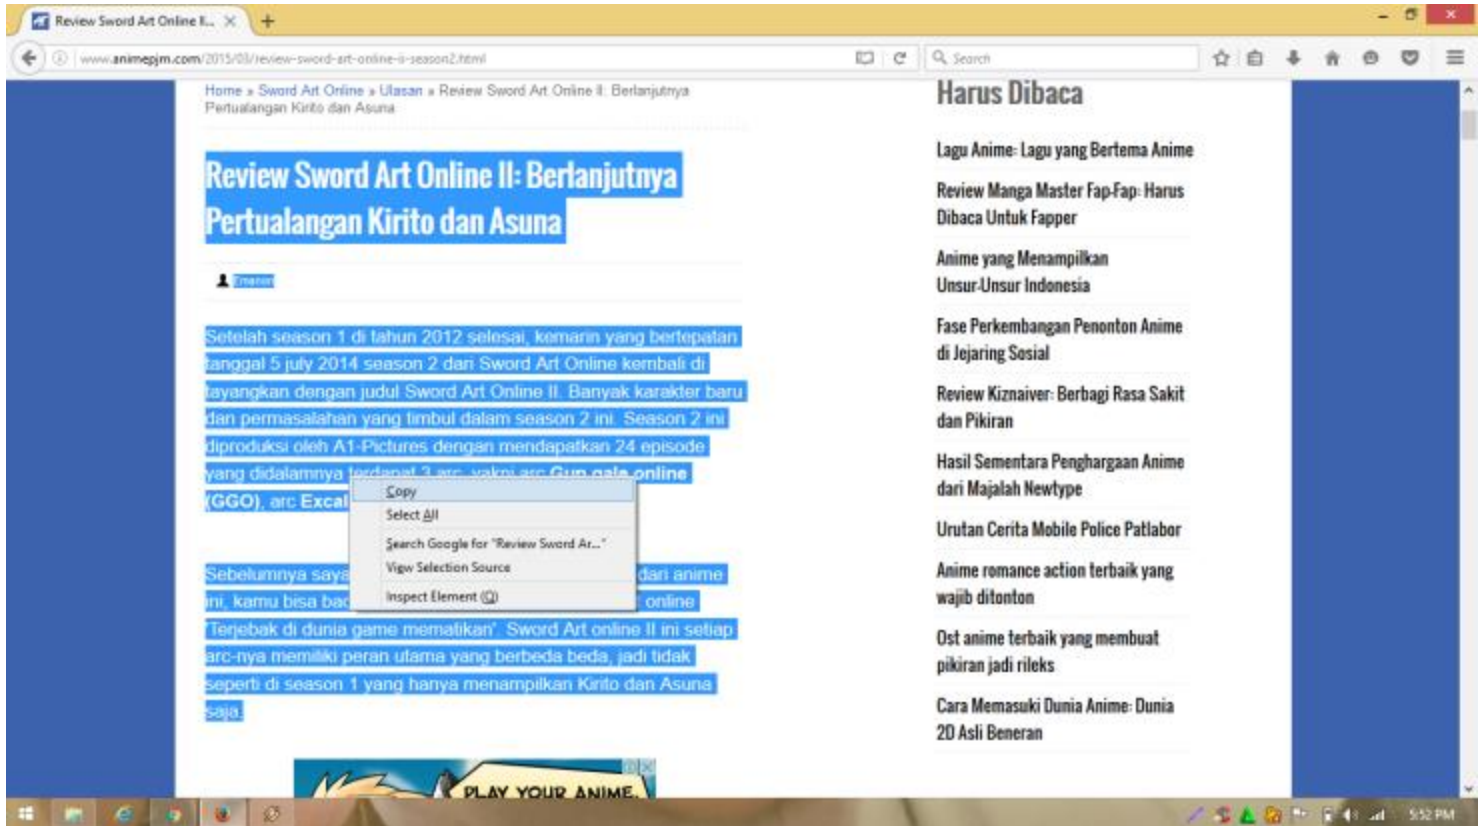 Review Sword Art Online II...
www.animepjm.com/2015/03/review-sword-art-online-ii-season2.html
Search
Home » Sword Art Online » Ulasan » Review Sword Art Online II: Berlanjutnya
Pertualangan Kirito dan Asuna
Review Sword Art Online II: Berlanjutnya
Pertualangan Kirito dan Asuna
Setelah season 1 di tahun 2012 selesai, kemarin yang bertepatan
tanggal 5 july 2014 season 2 dari Sword Art Online kembali di
tayangkan dengan judul Sword Art Online II. Banyak karakter baru
dan permasalahan yang timbul dalam season 2 ini. Season 2 ini
diproduksi oleh A1-Pictures dengan mendapatkan 24 episode
yang didalamnya terdapat 3 arc, yakni arc Gun gale online
(GGO), arc Excal
Copy
Select All
Search Google for "Review Sword Ar..."
View Selection Source
Inspect Element (Q)
Sebelumnya saya dari anime
ini, kamu bisa bac online
"Terjebak di dunia game mematikan". Sword Art online II ini setiap
arc-nya memiliki peran utama yang berbeda beda, jadi tidak
seperti di season 1 yang hanya menampilkan Kirito dan Asuna
saja.
PLAY YOUR ANIME.
Harus Dibaca
Lagu Anime: Lagu yang Bertema Anime
Review Manga Master Fap-Fap: Harus
Dibaca Untuk Fapper
Anime yang Menampilkan
Unsur-Unsur Indonesia
Fase Perkembangan Penonton Anime
di Jejaring Sosial
Review Kiznaiver: Berbagi Rasa Sakit
dan Pikiran
Hasil Sementara Penghargaan Anime
dari Majalah Newtype
Urutan Cerita Mobile Police Patlabor
Anime romance action terbaik yang
wajib ditonton
Ost anime terbaik yang membuat
pikiran jadi rileks
Cara Memasuki Dunia Anime: Dunia
2D Asli Beneran
5:52 PM